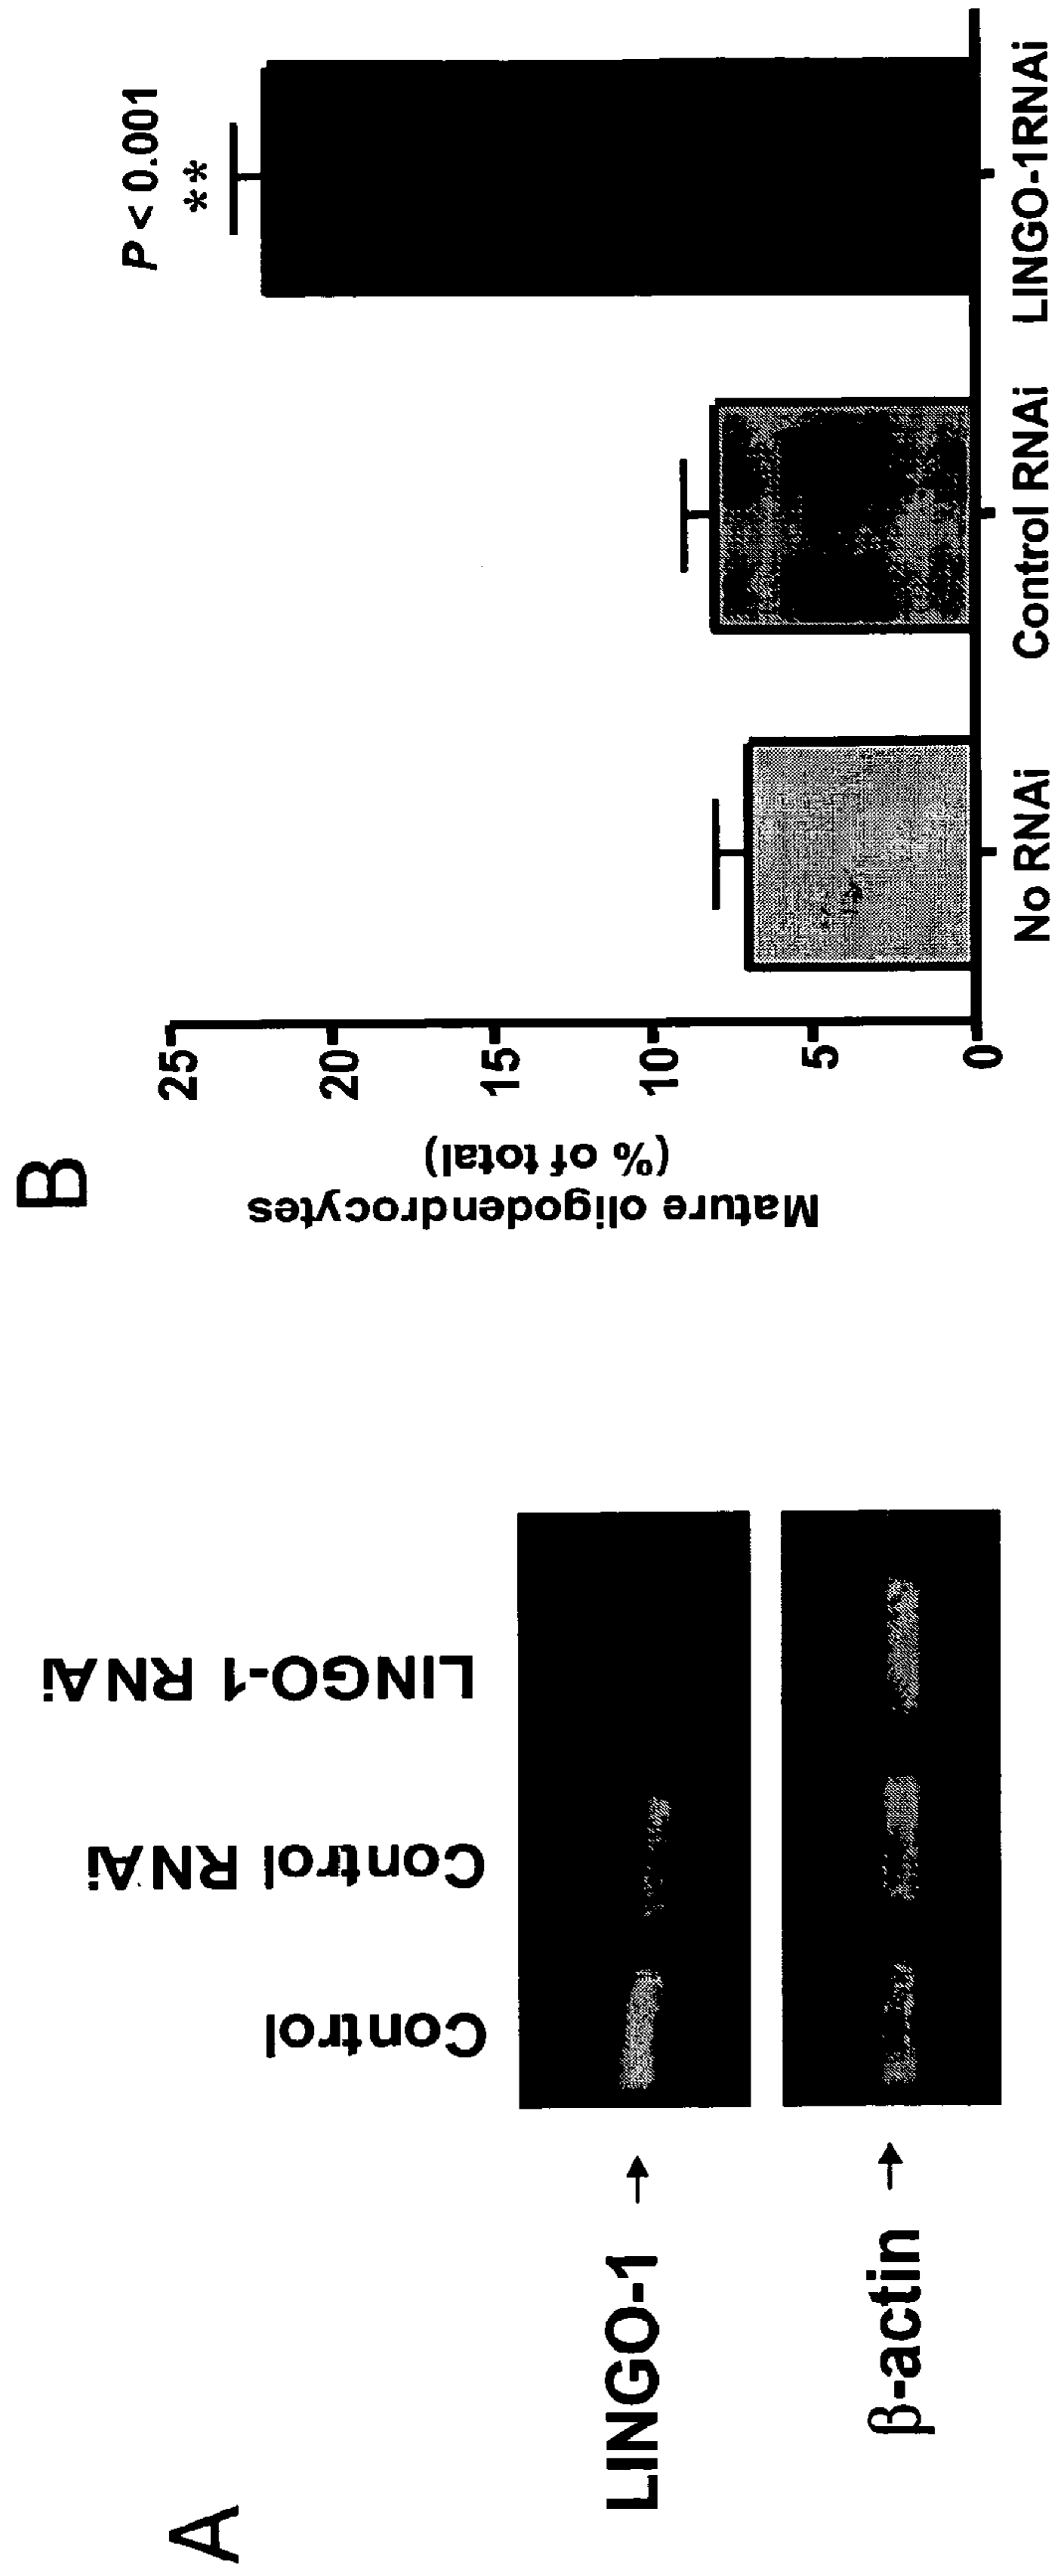 A
Control
Control RNAi
LINGO-1 RNAi
LINGO-1 →
β-actin →
B
Mature oligodendrocytes
(% of total)
25
20
15
10
5
0
P < 0.001
**
No RNAi
Control RNAi
LINGO-1RNAi